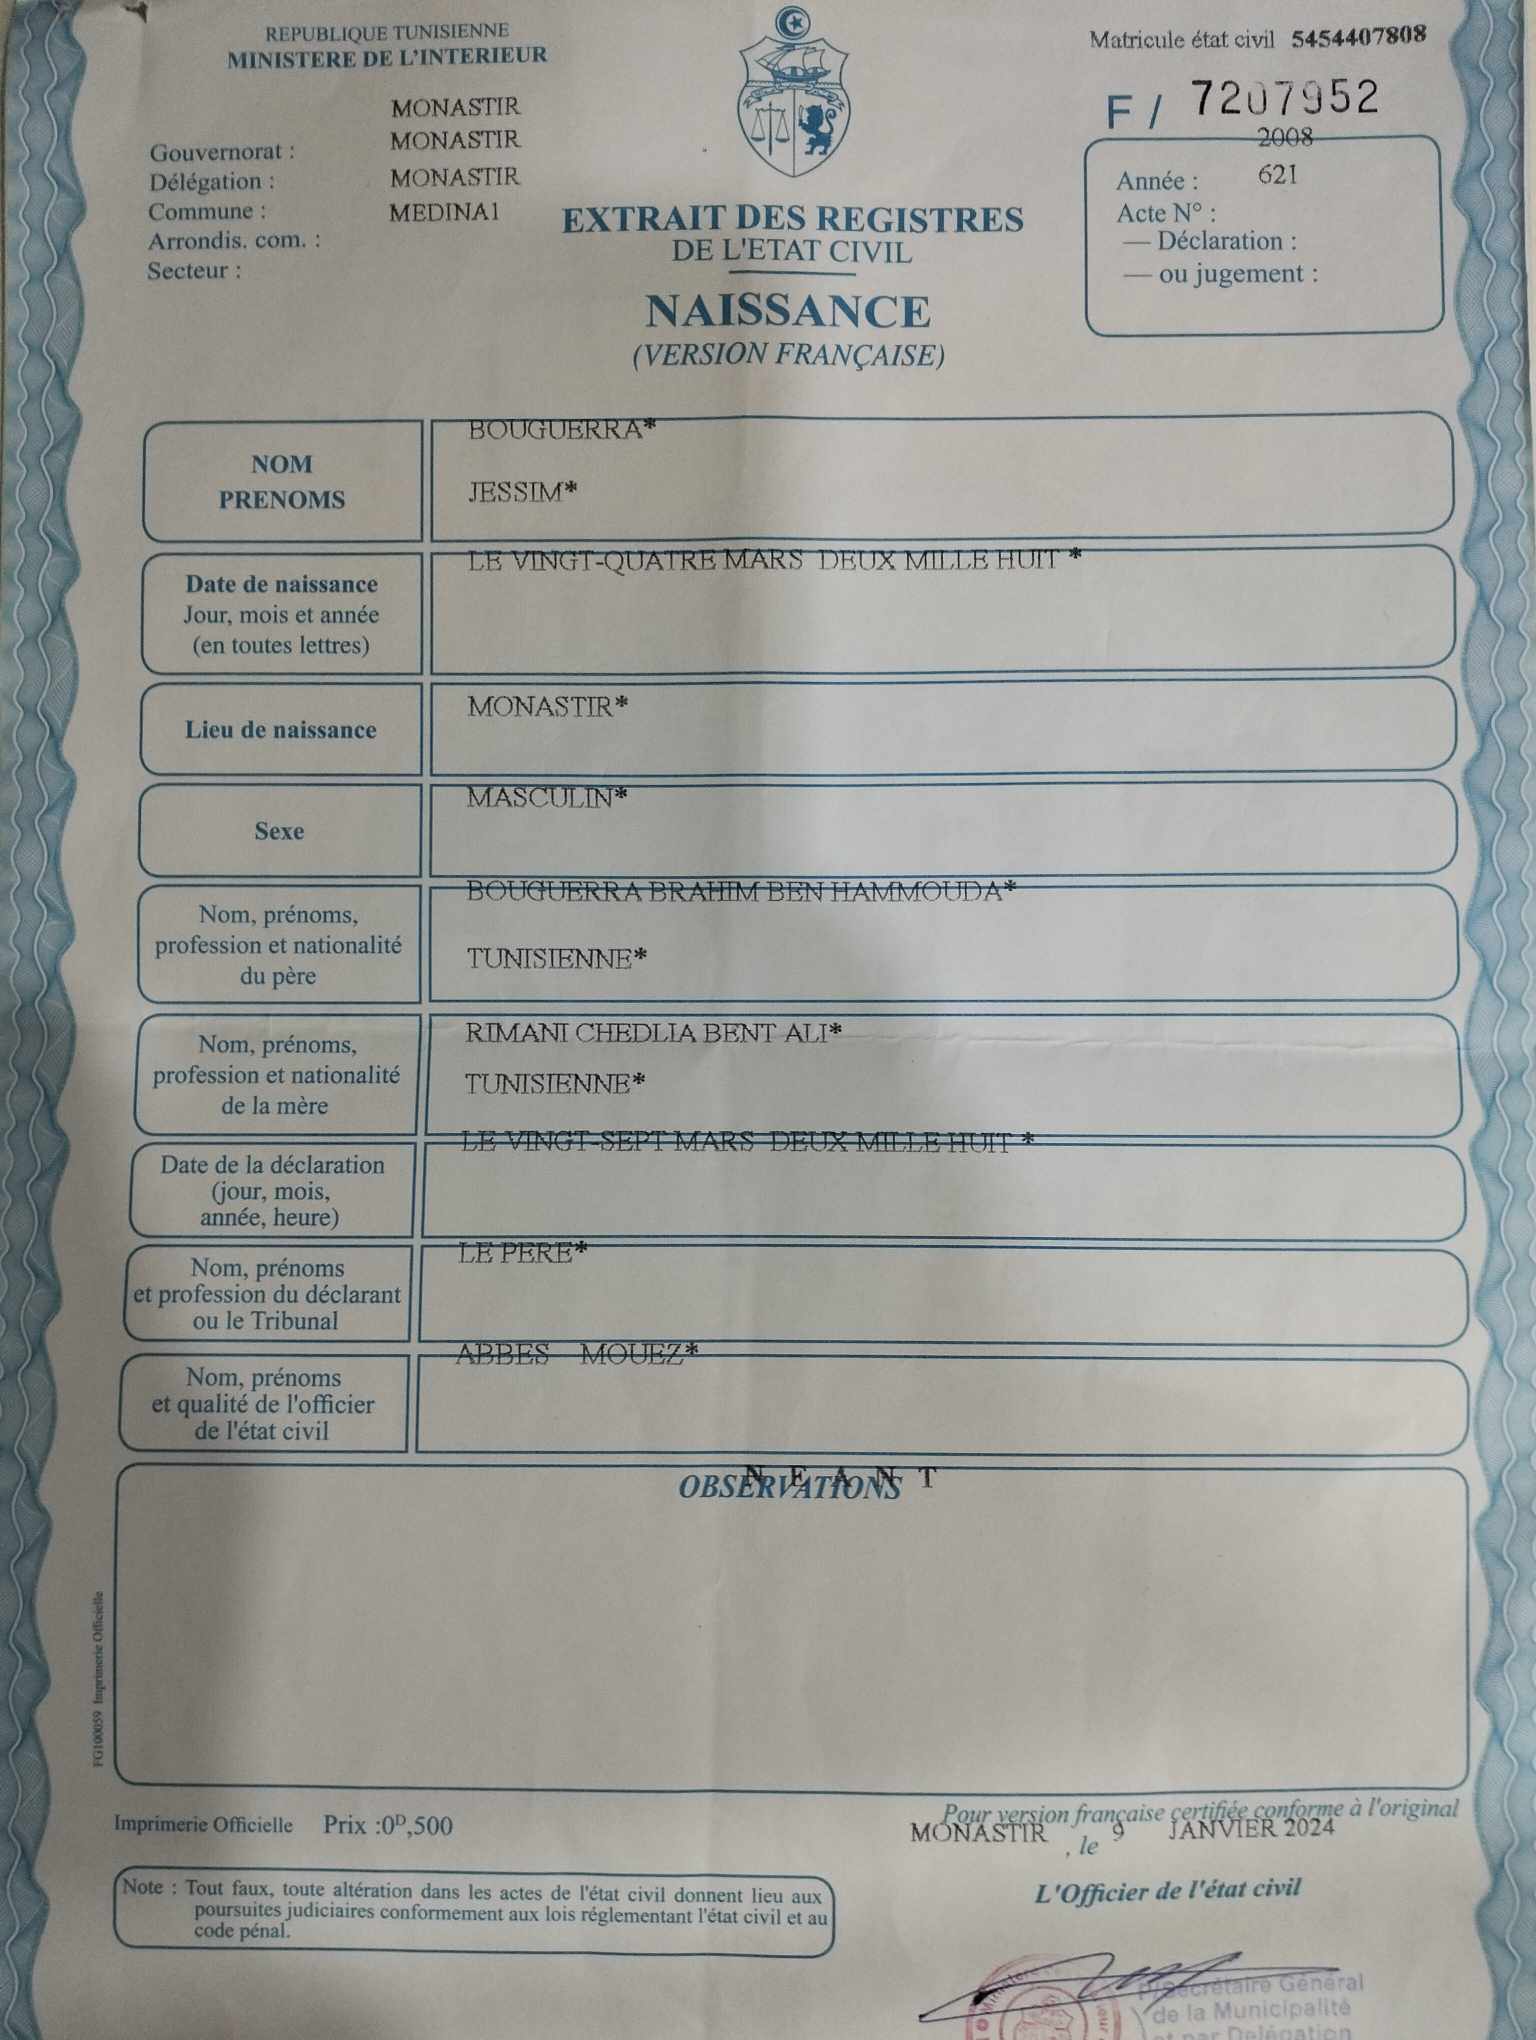 REPUBLIQUE TUNISIENNE
MINISTERE DE L'INTERIEUR
Matricule état civil 5454407808
F / 7207952
MONASTIR
MONASTIR
MONASTIR
MEDINA1
Gouvernorat :
Délégation :
Commune :
Arrondis. com. :
Secteur :
2008
Année : 621
Acte N° :
— Déclaration :
— ou jugement :
EXTRAIT DES REGISTRES
DE L'ETAT CIVIL
NAISSANCE
(VERSION FRANÇAISE)
NOM
PRENOMS
BOUGUERRA*
JESSIM*
Date de naissance
Jour, mois et année
(en toutes lettres)
LE VINGT-QUATRE MARS DEUX MILLE HUIT *
Lieu de naissance
MONASTIR*
Sexe
MASCULIN*
Nom, prénoms,
profession et nationalité
du père
BOUGUERRA BRAHIM BEN HAMMOUDA*
TUNISIENNE*
Nom, prénoms,
profession et nationalité
de la mère
RIMANI CHEDLIA BENT ALI*
TUNISIENNE*
Date de la déclaration
(jour, mois,
année, heure)
LE VINGT-SEPT MARS DEUX MILLE HUIT *
Nom, prénoms
et profession du déclarant
ou le Tribunal
LE PERE*
Nom, prénoms
et qualité de l'officier
de l'état civil
ABBES MOUEZ*
OBSERVATIONS
N E A N T
FG100059 Imprimerie Officielle
Imprimerie Officielle Prix :0D,500
Pour version française certifiée conforme à l'original
MONASTIR , le 9 JANVIER 2024
Note : Tout faux, toute altération dans les actes de l'état civil donnent lieu aux
poursuites judiciaires conformement aux lois réglementant l'état civil et au
code pénal.
L'Officier de l'état civil
Secrétaire Général
de la Municipalité
et par Délégation